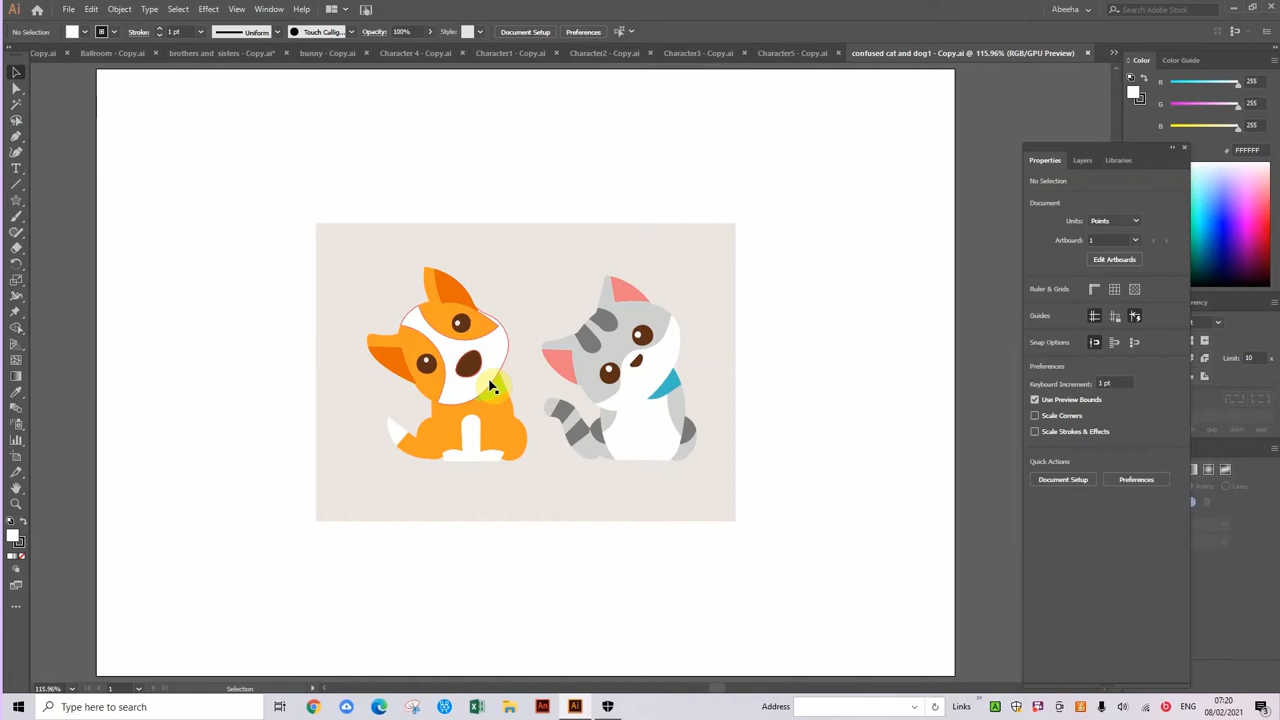 Ai File Edit Object Type Select Effect View Window Help Abeeha Search Adobe Stock
No Selection Stroke: 1 pt Uniform Touch Callig... Opacity: 100% Style: Document Setup Preferences
Copy.ai Ballroom - Copy.ai brothers and sisters - Copy.ai* bunny - Copy.ai Character 4 - Copy.ai Character1 - Copy.ai Character2 - Copy.ai Character3 - Copy.ai Character5 - Copy.ai confused cat and dog1 - Copy.ai @ 115.96% (RGB/GPU Preview)
Color Color Guide
R 255
G 255
B 255
# FFFFFF
Properties Layers Libraries
No Selection
Document
Units: Points
Artboard: 1
Edit Artboards
Ruler & Grids
Guides
Snap Options
Preferences
Keyboard Increment: 1 pt
Use Preview Bounds
Scale Corners
Scale Strokes & Effects
Quick Actions
Document Setup Preferences
Limit: 10
115.96% 1 Selection
Type here to search An Ai Address Links ENG 07:20
08/02/2021